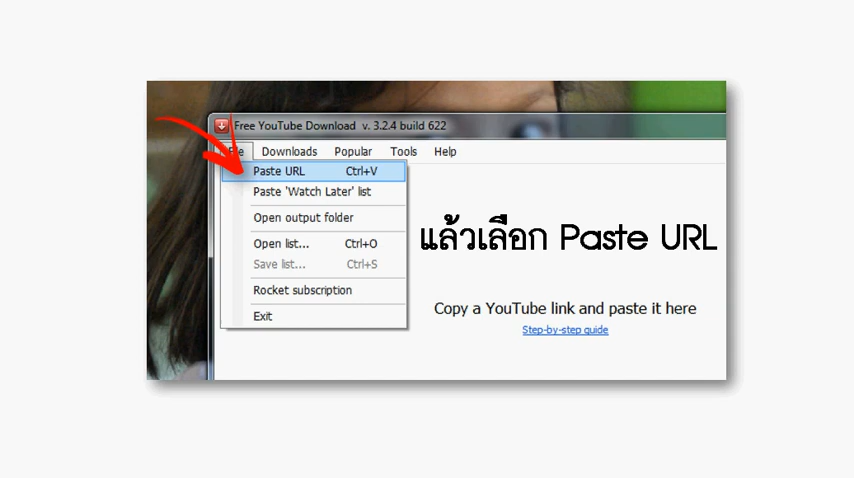 Free YouTube Download v. 3.2.4 build 622
Downloads Popular Tools Help
Paste URL Ctrl+V
Paste 'Watch Later' list
Open output folder
Open list... Ctrl+O
Save list... Ctrl+S
Rocket subscription
Exit
แล้วเลือก Paste URL
Copy a YouTube link and paste it here
Step-by-step guide